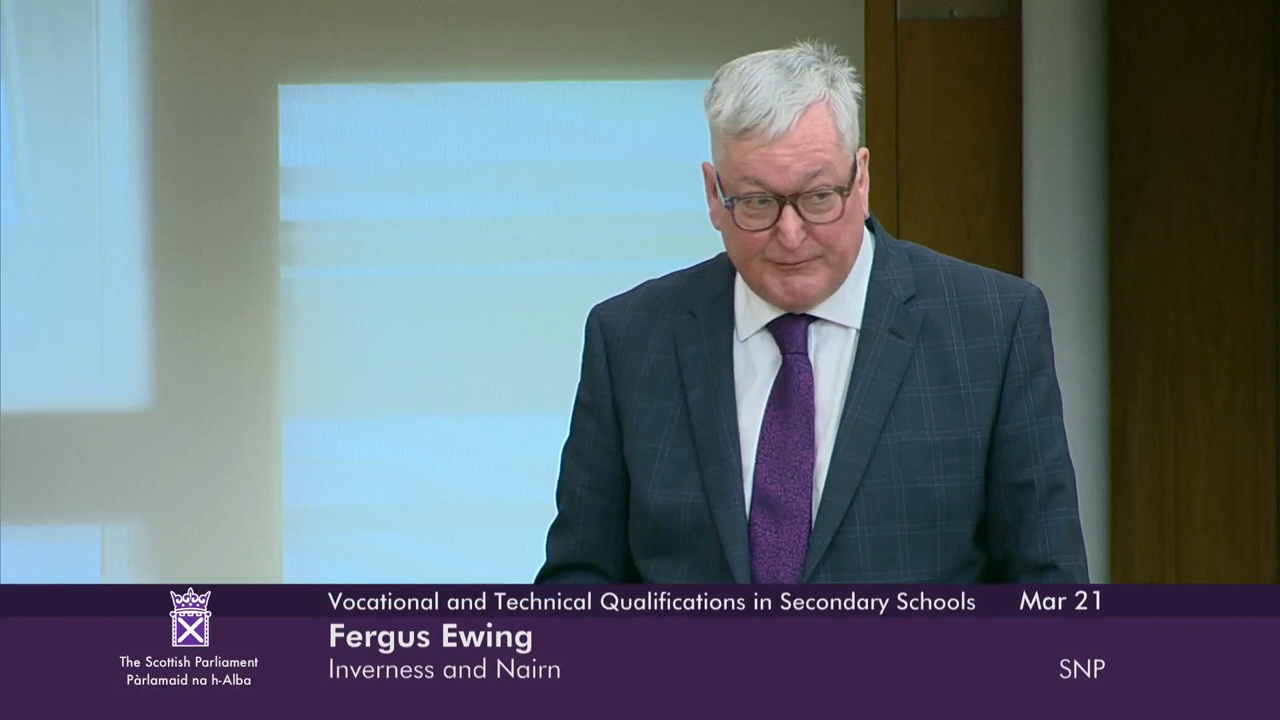 Vocational and Technical Qualifications in Secondary Schools Mar 21
Fergus Ewing
Inverness and Nairn SNP
The Scottish Parliament
Pàrlamaid na h-Alba